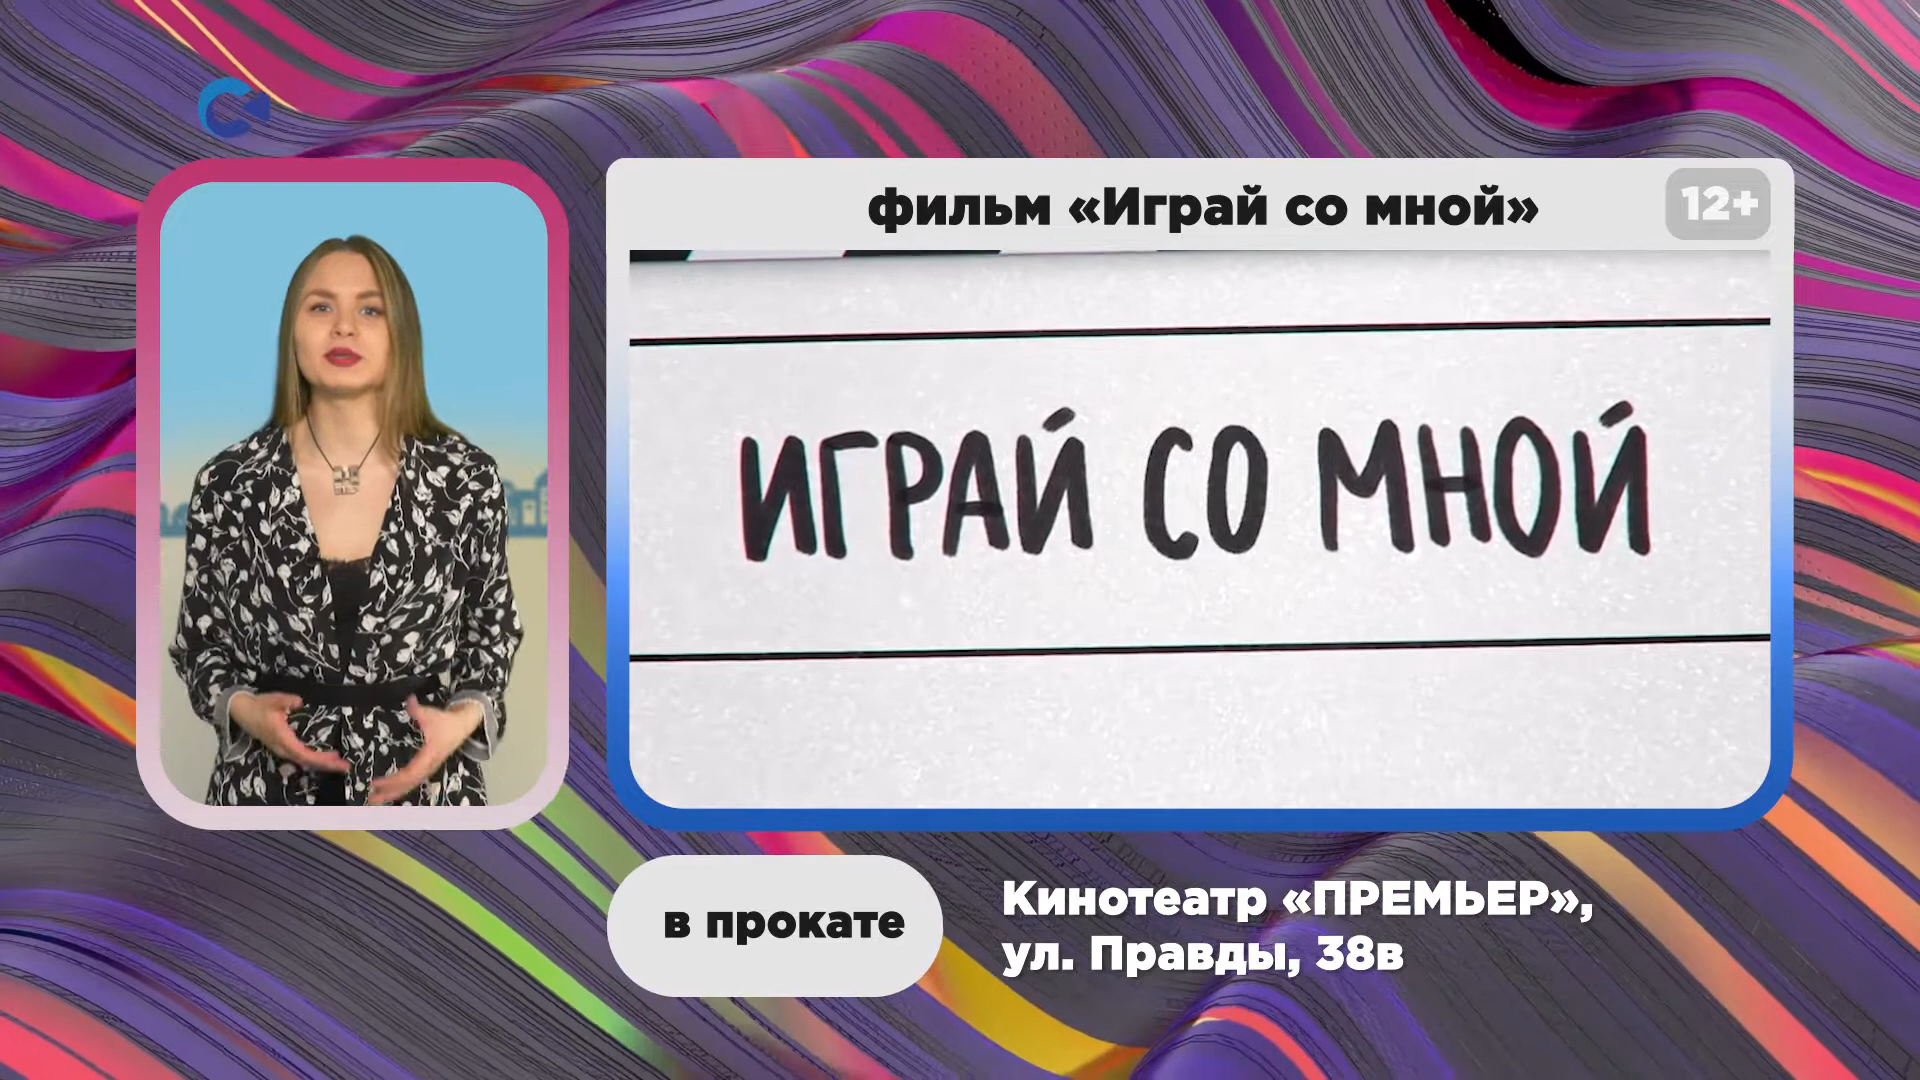 фильм «Играй со мной»
12+
ИГРАЙ СО МНОЙ
в прокате
Кинотеатр «ПРЕМЬЕР»,
ул. Правды, 38в